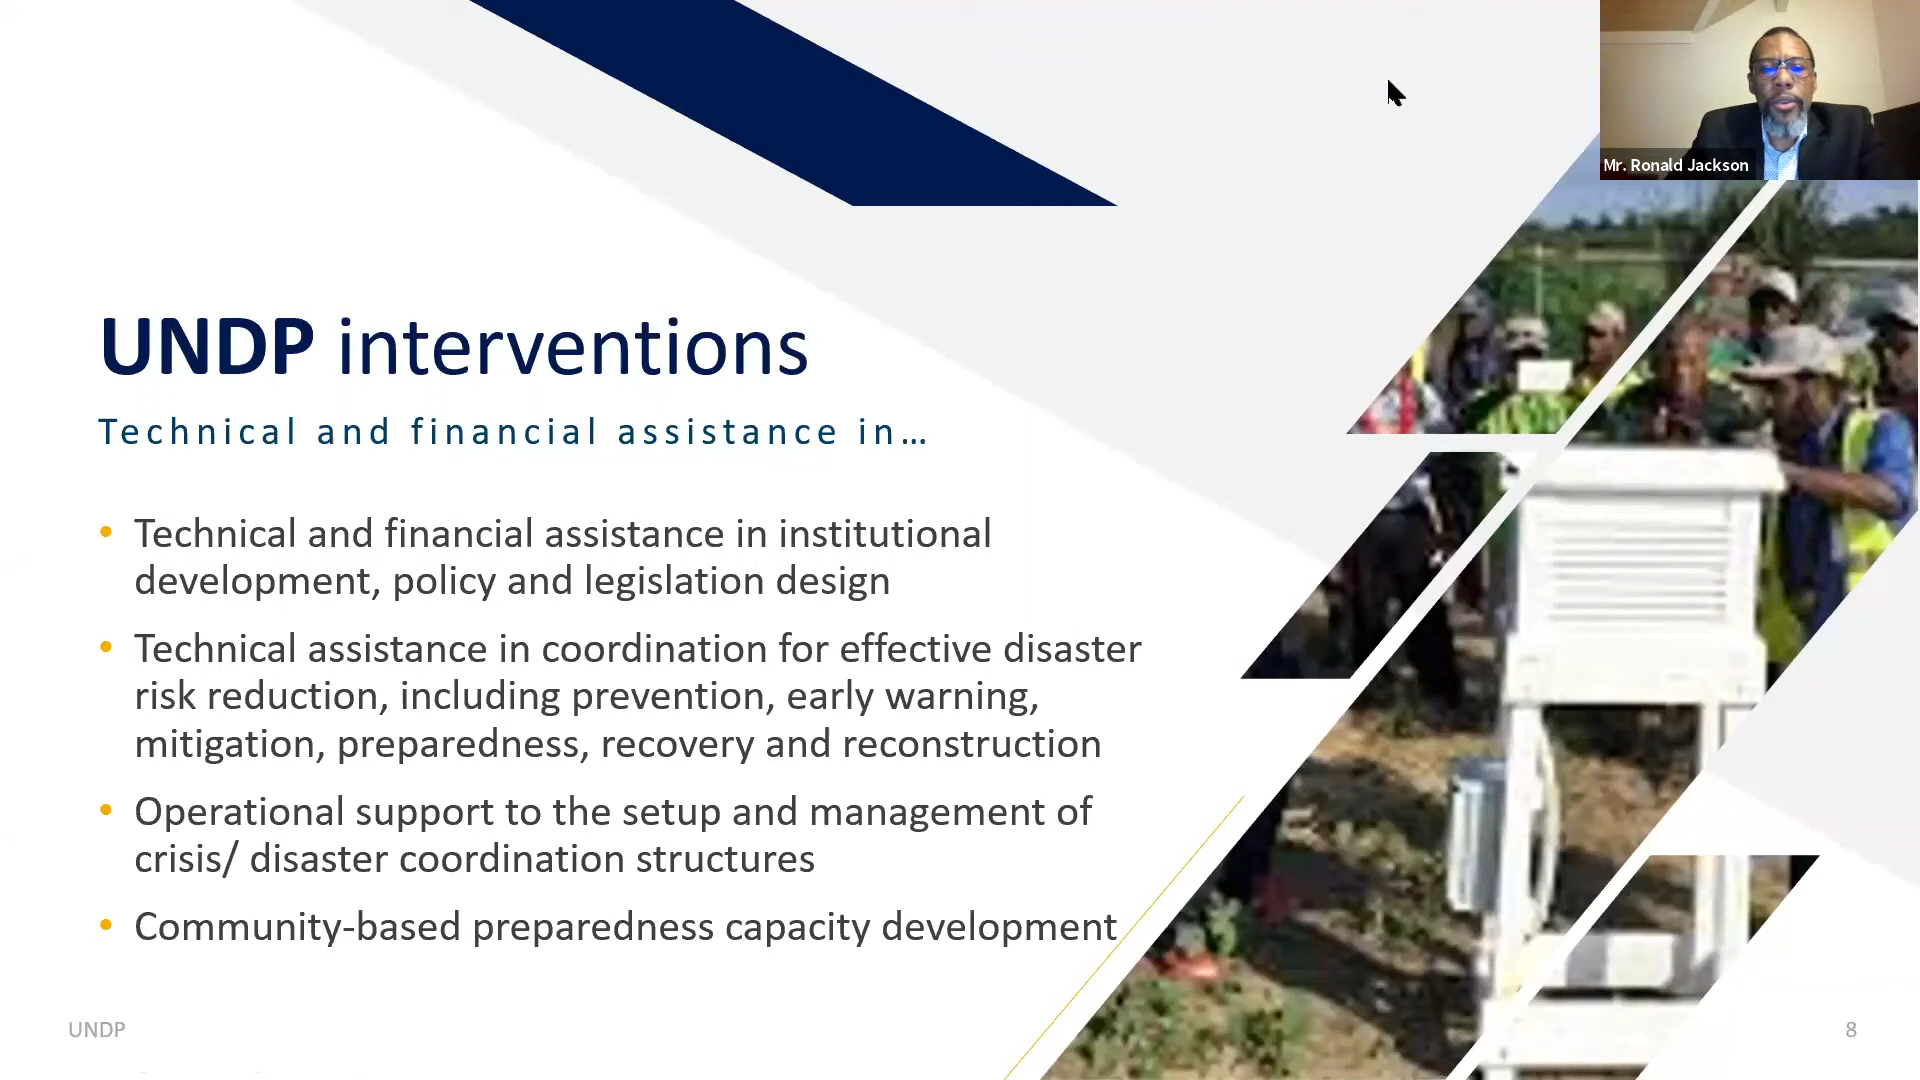 Mr. Ronald Jackson
UNDP interventions
Technical and financial assistance in...
• Technical and financial assistance in institutional
development, policy and legislation design
• Technical assistance in coordination for effective disaster
risk reduction, including prevention, early warning,
mitigation, preparedness, recovery and reconstruction
• Operational support to the setup and management of
crisis/ disaster coordination structures
• Community-based preparedness capacity development
UNDP
8